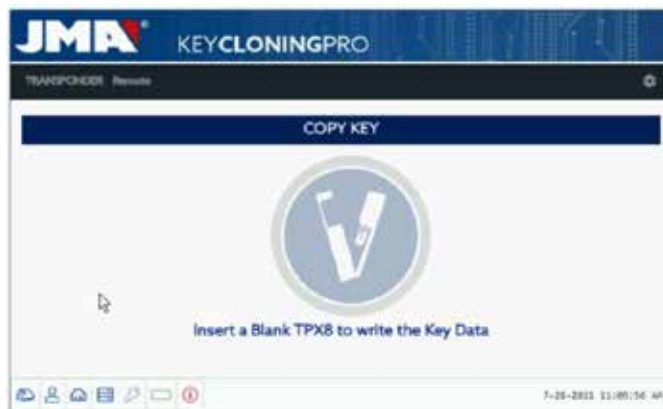 JMA KEYCLONINGPRO
TRANSPONDER Remote
COPY KEY
Insert a Blank TPX8 to write the Key Data